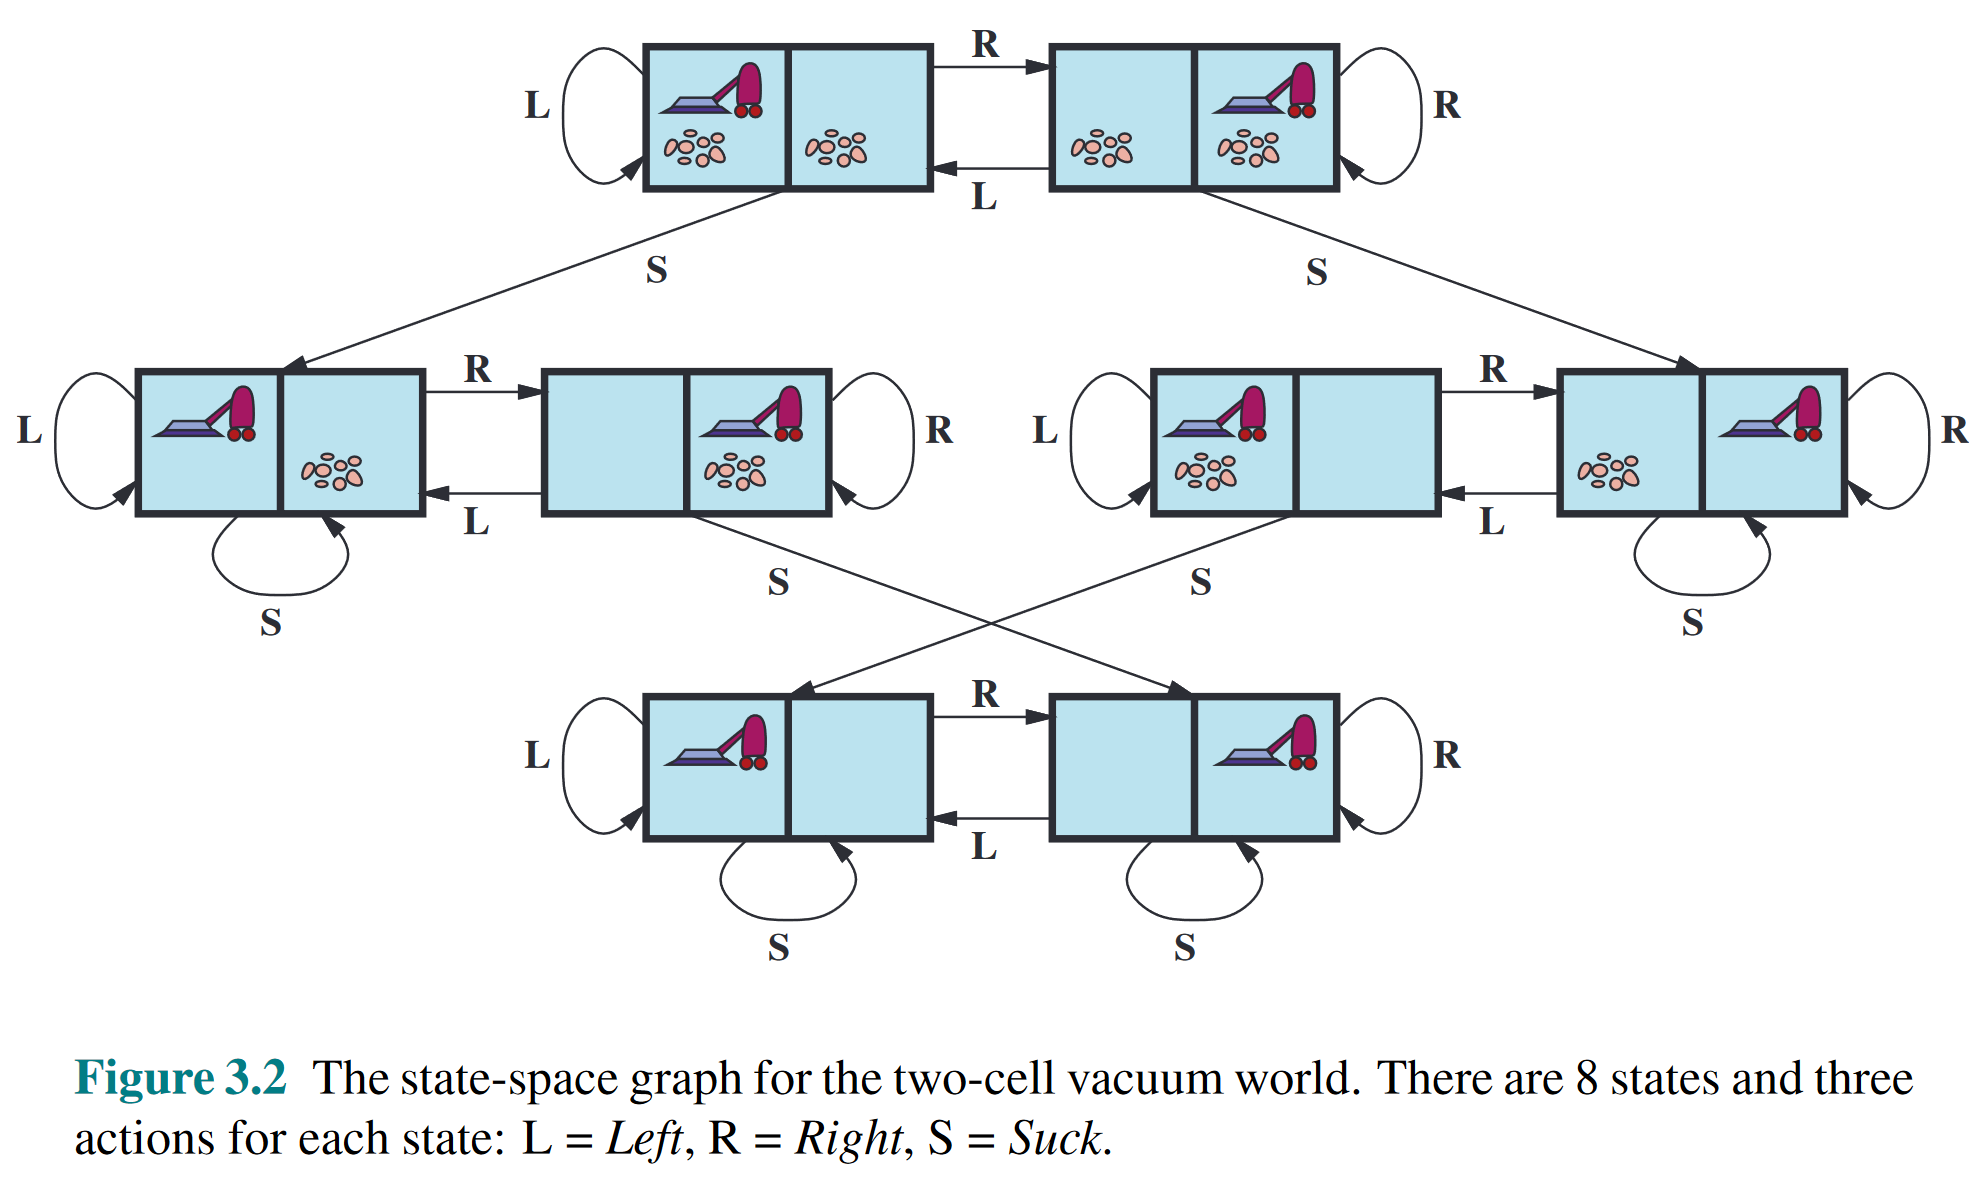 R
L
R
L
S
S
R
R
L
R
L
R
L
L
S
S
S
S
R
L
R
L
S
S
Figure 3.2 The state-space graph for the two-cell vacuum world. There are 8 states and three
actions for each state: L = Left, R = Right, S = Suck.